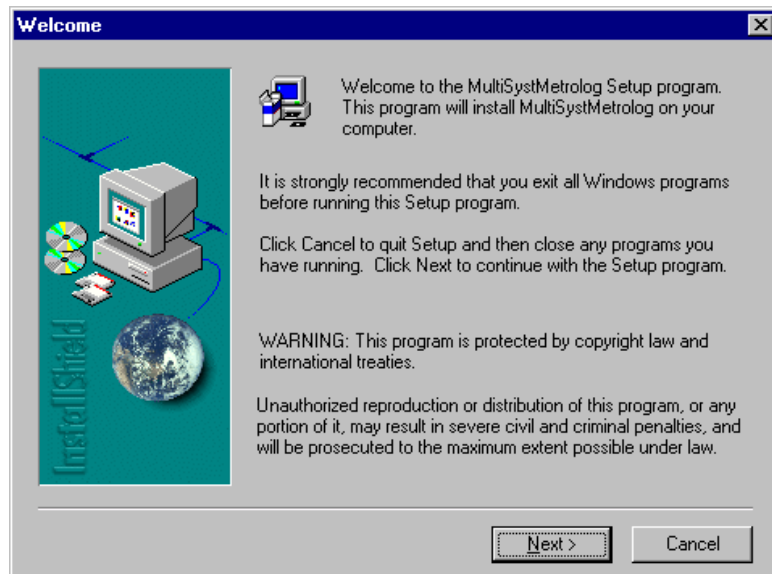 Welcome
Welcome to the MultiSystMetrolog Setup program.
This program will install MultiSystMetrolog on your
computer.
It is strongly recommended that you exit all Windows programs
before running this Setup program.
Click Cancel to quit Setup and then close any programs you
have running. Click Next to continue with the Setup program.
WARNING: This program is protected by copyright law and
international treaties.
Unauthorized reproduction or distribution of this program, or any
portion of it, may result in severe civil and criminal penalties, and
will be prosecuted to the maximum extent possible under law.
InstallShield
Next >
Cancel